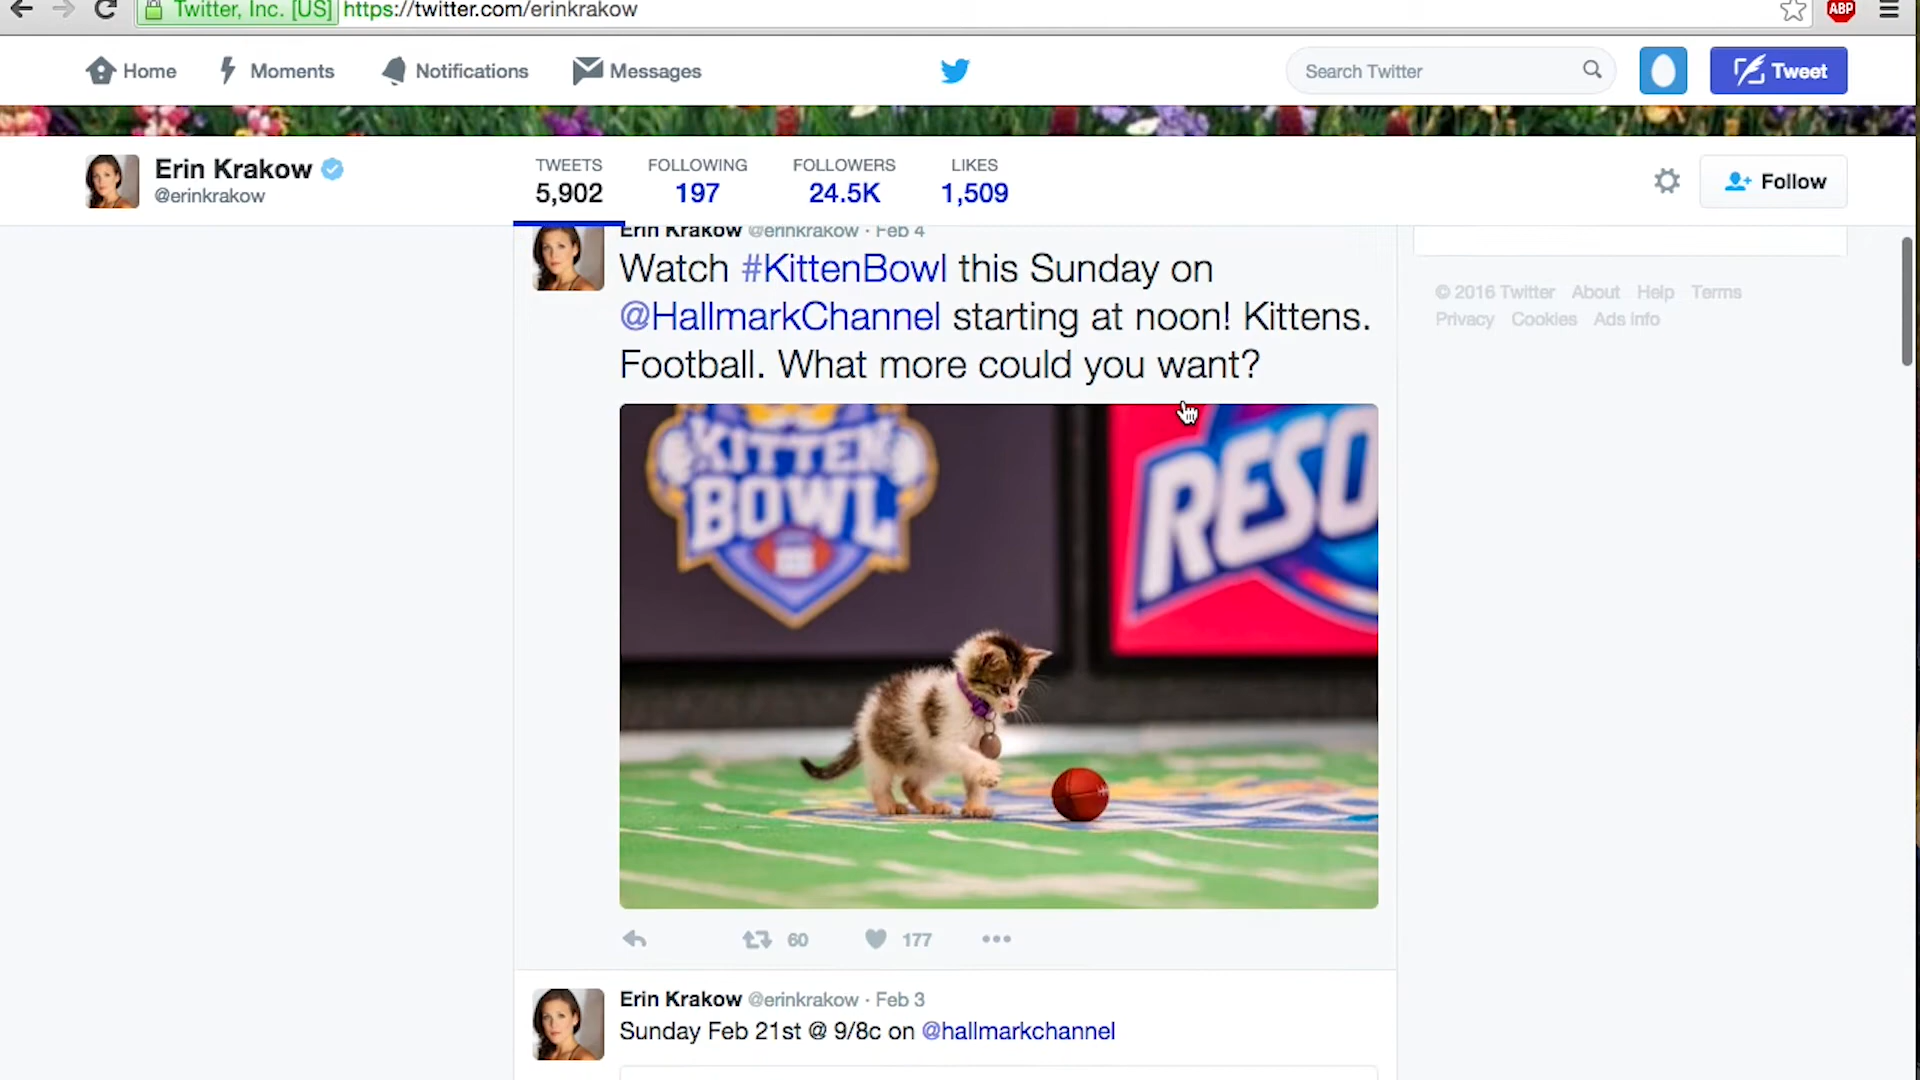 Twitter, Inc. [US] https://twitter.com/erinkrakow
ABP
Home Moments Notifications Messages
Search Twitter
Tweet
Erin Krakow
@erinkrakow
TWEETS FOLLOWING FOLLOWERS LIKES
5,902 197 24.5K 1,509
Follow
Erin Krakow @erinkrakow · Feb 4
Watch #KittenBowl this Sunday on
@HallmarkChannel starting at noon! Kittens.
Football. What more could you want?
KITTEN
BOWL
RESO
60 177
© 2016 Twitter About Help Terms
Privacy Cookies Ads info
Erin Krakow @erinkrakow · Feb 3
Sunday Feb 21st @ 9/8c on @hallmarkchannel